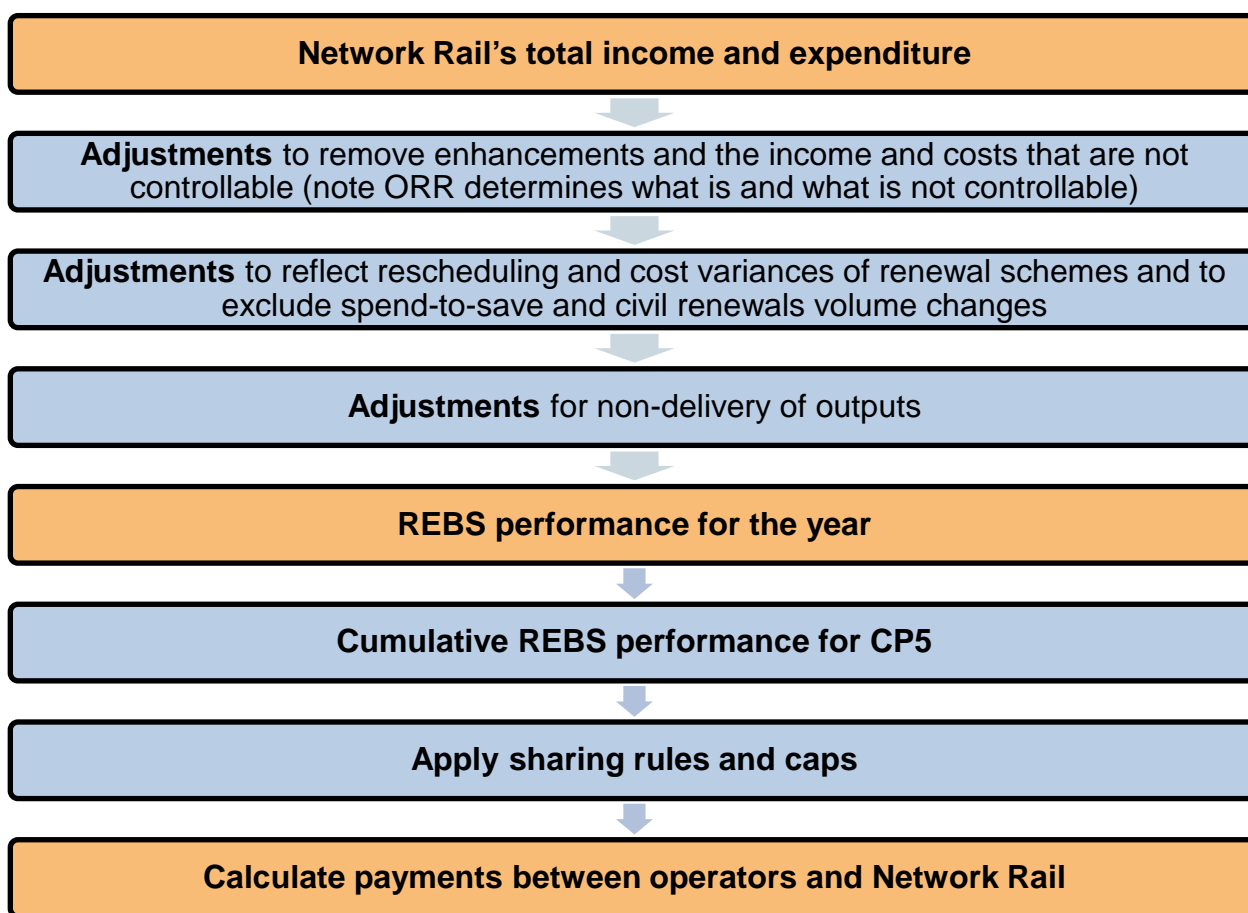 Network Rail's total income and expenditure
Adjustments to remove enhancements and the income and costs that are not
controllable (note ORR determines what is and what is not controllable)
Adjustments to reflect rescheduling and cost variances of renewal schemes and to
exclude spend-to-save and civil renewals volume changes
Adjustments for non-delivery of outputs
REBS performance for the year
Cumulative REBS performance for CP5
Apply sharing rules and caps
Calculate payments between operators and Network Rail